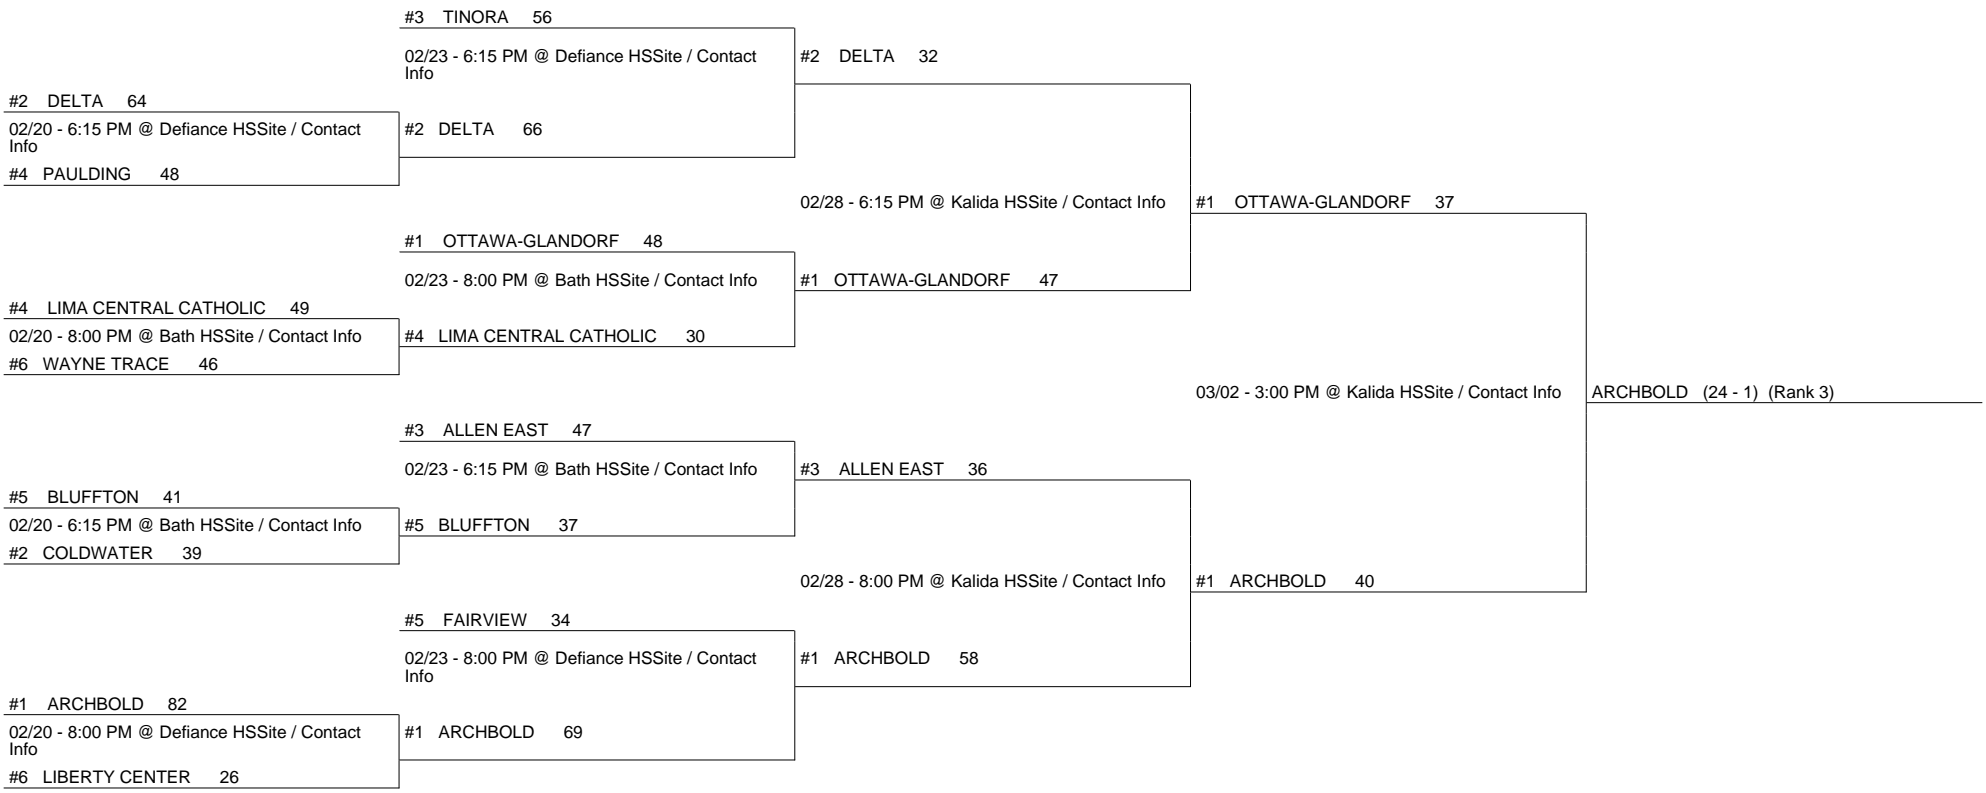 #3 TINORA 56
02/23 - 6:15 PM @ Defiance HSSite / Contact
Info
#2 DELTA 32
#2 DELTA 64
02/20 - 6:15 PM @ Defiance HSSite / Contact
Info
#2 DELTA 66
#4 PAULDING 48
02/28 - 6:15 PM @ Kalida HSSite / Contact Info
#1 OTTAWA-GLANDORF 37
#1 OTTAWA-GLANDORF 48
02/23 - 8:00 PM @ Bath HSSite / Contact Info
#1 OTTAWA-GLANDORF 47
#4 LIMA CENTRAL CATHOLIC 49
02/20 - 8:00 PM @ Bath HSSite / Contact Info
#4 LIMA CENTRAL CATHOLIC 30
#6 WAYNE TRACE 46
03/02 - 3:00 PM @ Kalida HSSite / Contact Info
ARCHBOLD (24 - 1) (Rank 3)
#3 ALLEN EAST 47
02/23 - 6:15 PM @ Bath HSSite / Contact Info
#3 ALLEN EAST 36
#5 BLUFFTON 41
02/20 - 6:15 PM @ Bath HSSite / Contact Info
#5 BLUFFTON 37
#2 COLDWATER 39
02/28 - 8:00 PM @ Kalida HSSite / Contact Info
#1 ARCHBOLD 40
#5 FAIRVIEW 34
02/23 - 8:00 PM @ Defiance HSSite / Contact
Info
#1 ARCHBOLD 58
#1 ARCHBOLD 82
02/20 - 8:00 PM @ Defiance HSSite / Contact
Info
#1 ARCHBOLD 69
#6 LIBERTY CENTER 26